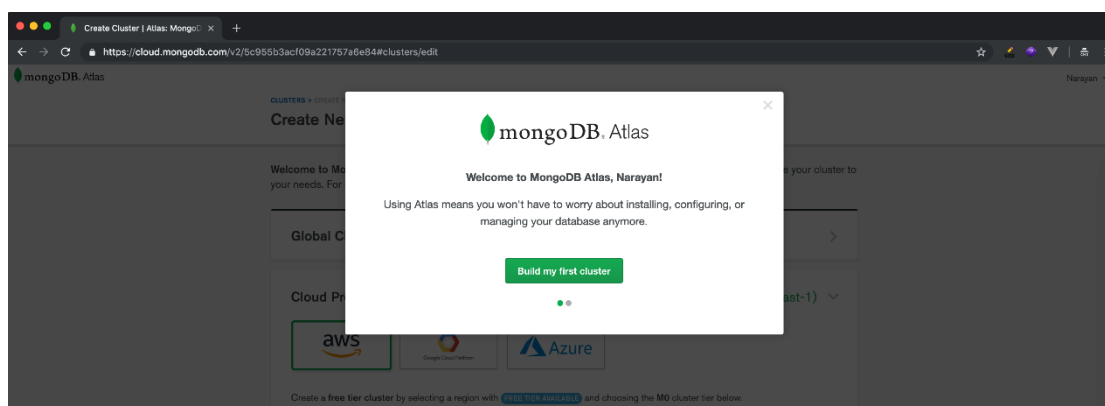 Create Cluster | Atlas: MongoD
https://cloud.mongodb.com/v2/5c955b3acf09a221757a6e84#clusters/edit
mongoDB. Atlas
Narayan
CLUSTERS > CREATE
Create Ne
mongoDB. Atlas
Welcome to Mo
e your cluster to
your needs. For
Welcome to MongoDB Atlas, Narayan!
Using Atlas means you won't have to worry about installing, configuring, or
managing your database anymore.
Global C
Build my first cluster
Cloud Pr
ast-1)
aws
Google Cloud Platform
Azure
Create a free tier cluster by selecting a region with FREE TIER AVAILABLE and choosing the M0 cluster tier below.